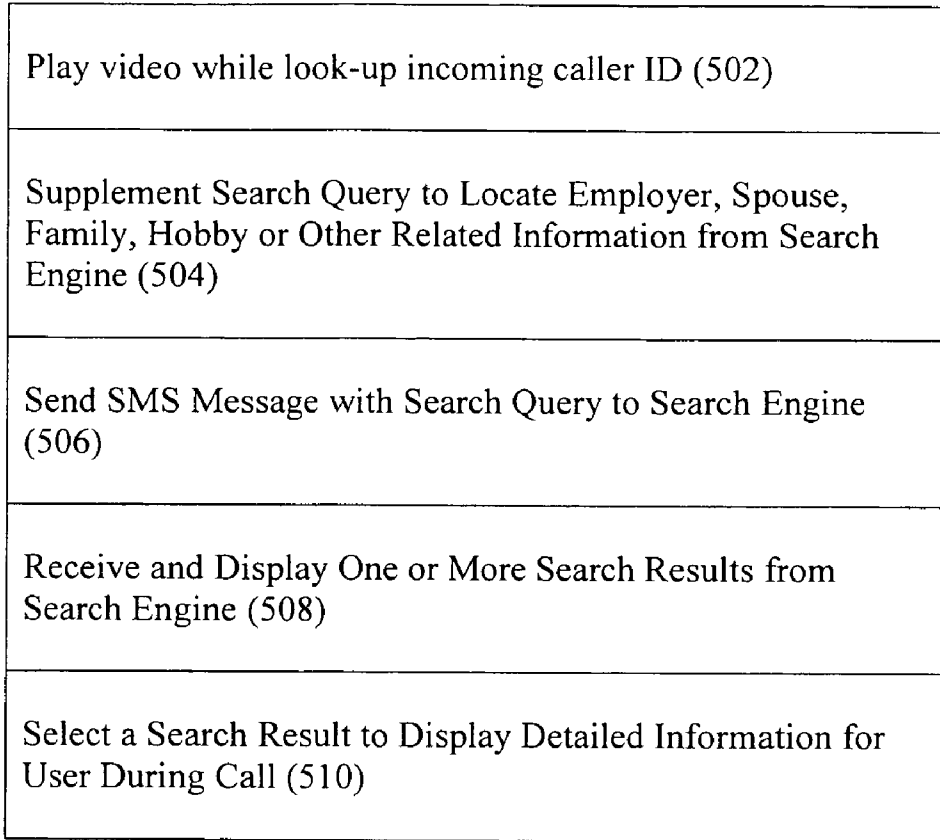 Play video while look-up incoming caller ID (502)
Supplement Search Query to Locate Employer, Spouse,
Family, Hobby or Other Related Information from Search
Engine (504)
Send SMS Message with Search Query to Search Engine
(506)
Receive and Display One or More Search Results from
Search Engine (508)
Select a Search Result to Display Detailed Information for
User During Call (510)